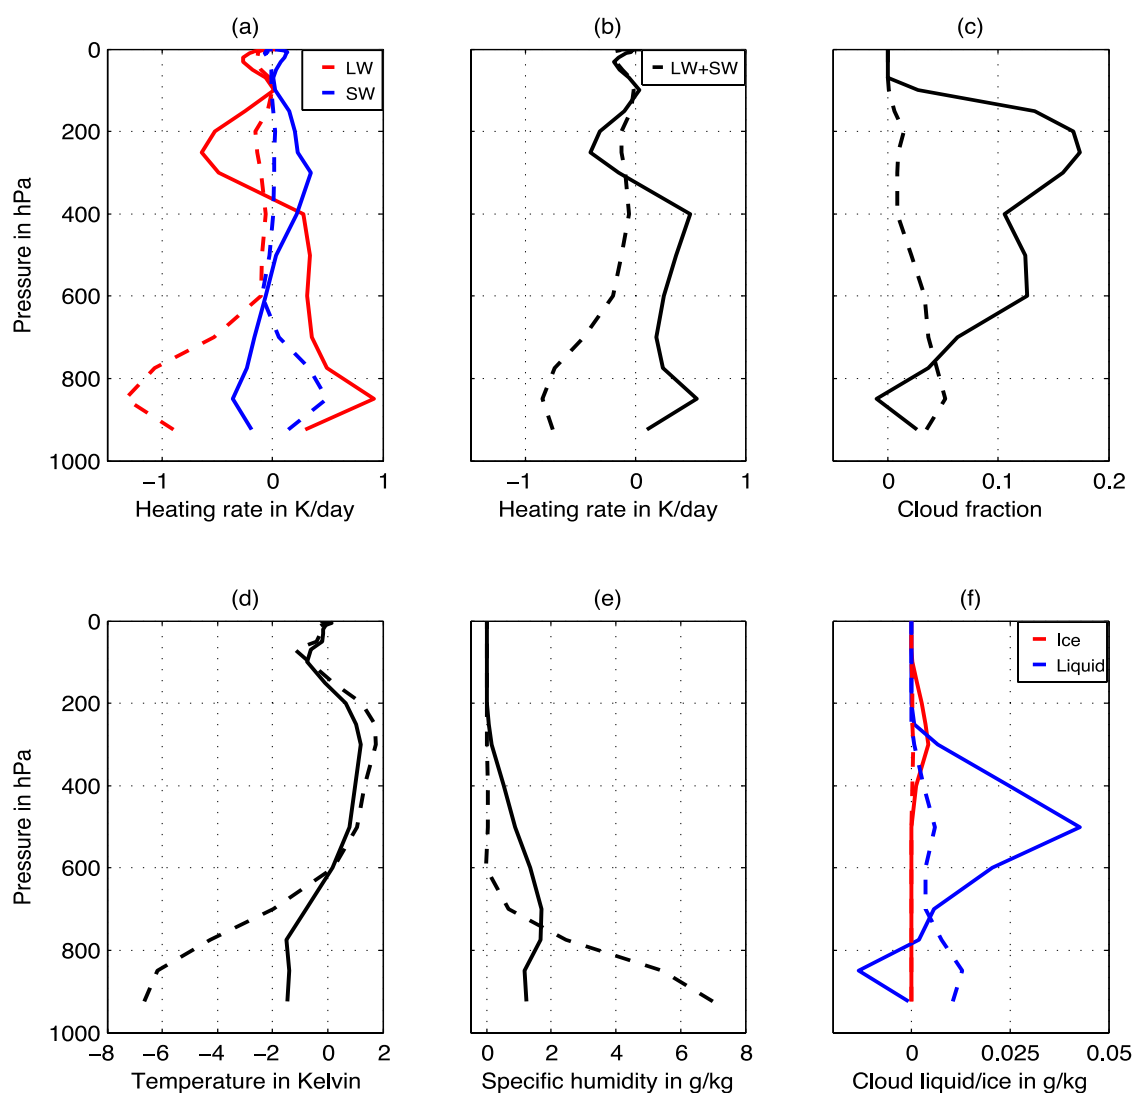 (a)
(b)
(c)
0
200
400
600
800
1000
Pressure in hPa
LW
SW
LW+SW
−1
0
1
−1
0
1
0
0.1
0.2
Heating rate in K/day
Heating rate in K/day
Cloud fraction
(d)
(e)
(f)
0
200
400
600
800
1000
Pressure in hPa
Ice
Liquid
−8
−6
−4
−2
0
2
0
2
4
6
8
0
0.025
0.05
Temperature in Kelvin
Specific humidity in g/kg
Cloud liquid/ice in g/kg